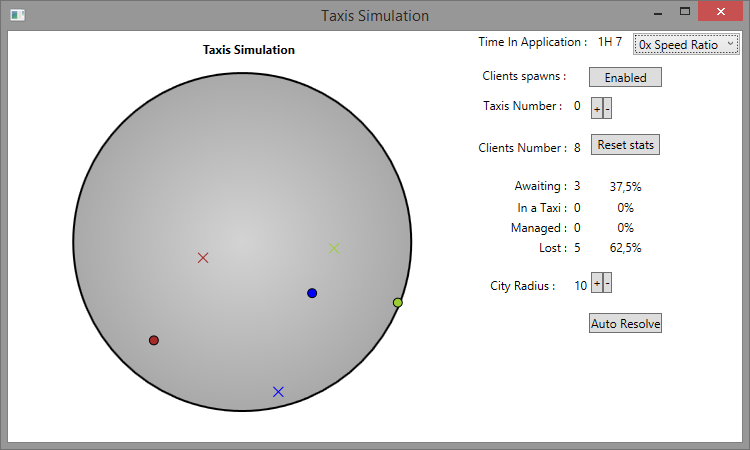 Taxis Simulation
Taxis Simulation
Time In Application : 1H 7 0x Speed Ratio
Clients spawns : Enabled
Taxis Number : 0 + -
Clients Number : 8 Reset stats
Awaiting : 3 37,5%
In a Taxi : 0 0%
Managed : 0 0%
Lost : 5 62,5%
City Radius : 10 + -
Auto Resolve